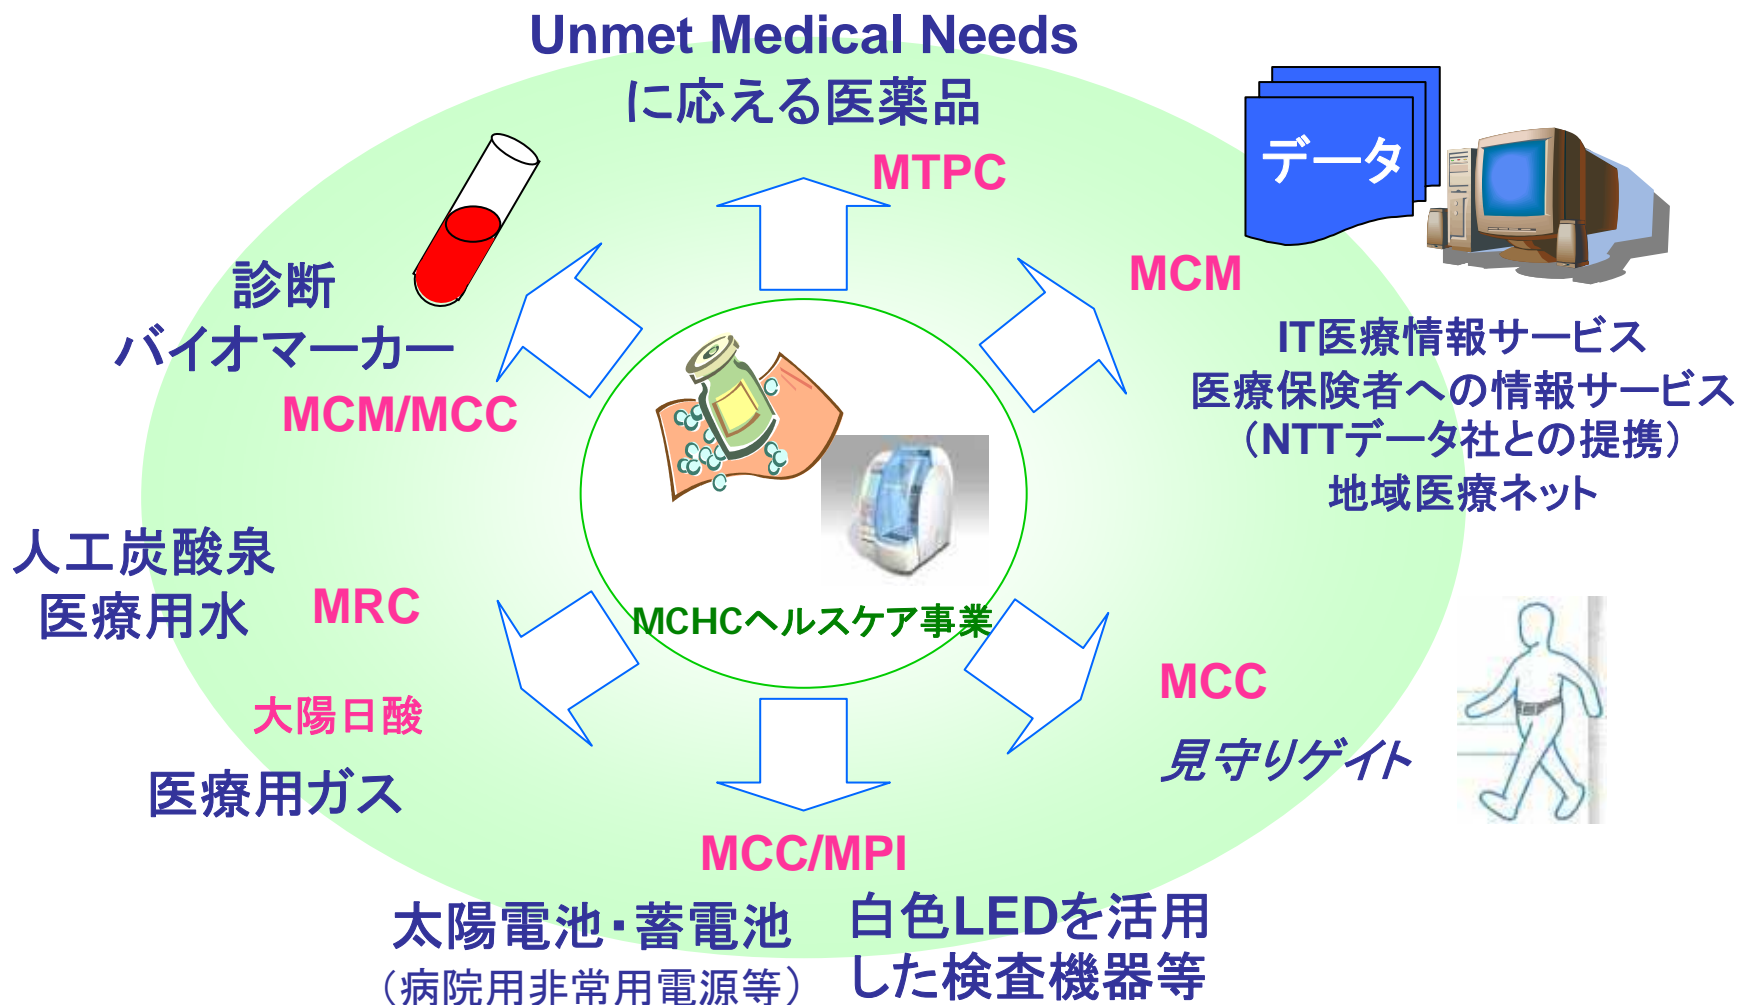 Unmet Medical Needs
に応える医薬品
MTPC
データ
MCM
IT医療情報サービス
医療保険者への情報サービス
（NTTデータ社との提携）
地域医療ネット
診断
バイオマーカー
MCM/MCC
MCHCヘルスケア事業
人工炭酸泉
医療用水
MRC
大陽日酸
医療用ガス
MCC
見守りゲイト
MCC/MPI
太陽電池・蓄電池
（病院用非常用電源等）
白色LEDを活用
した検査機器等